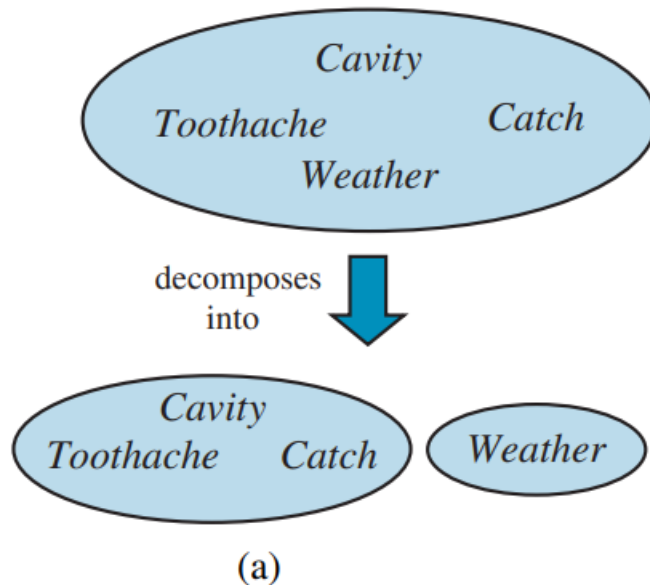 Cavity
Toothache Catch
Weather
decomposes
into
Cavity
Toothache Catch Weather
(a)